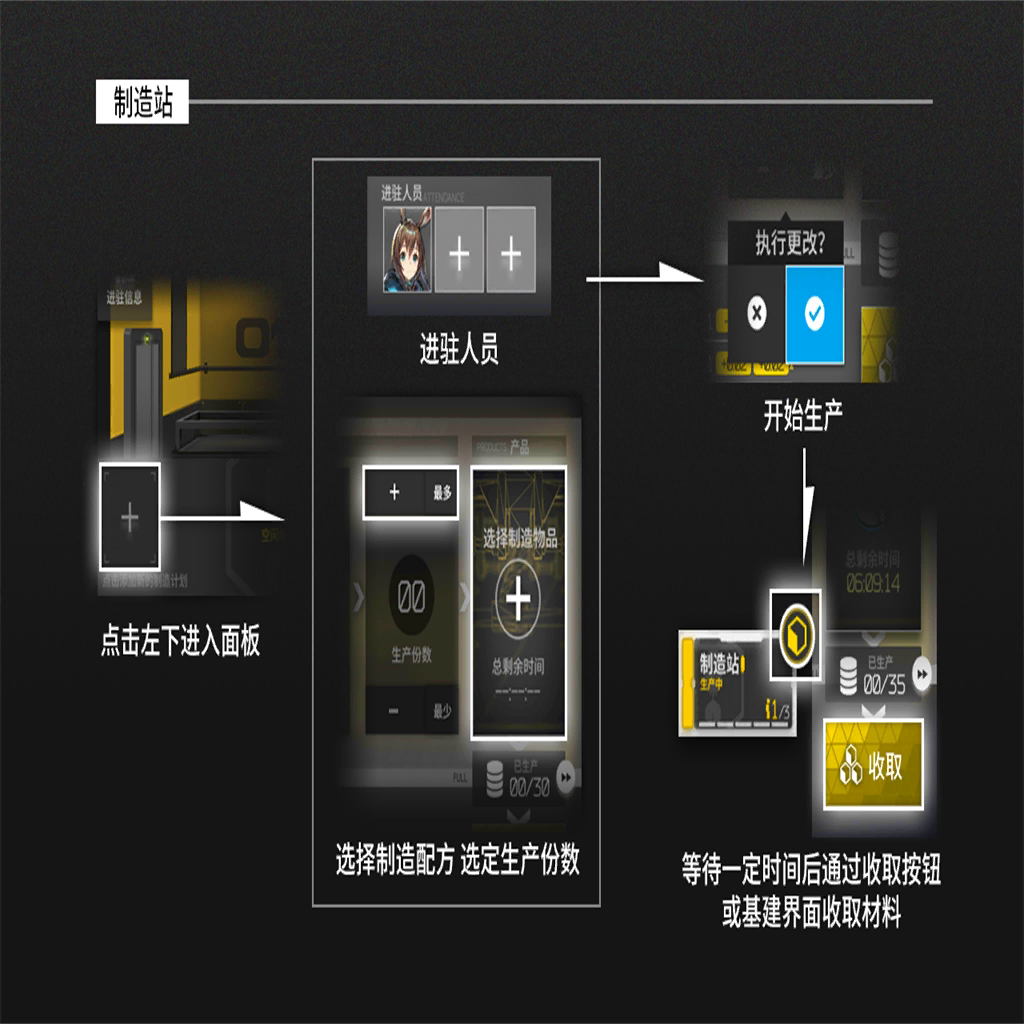 制造站
进驻信息
点击左下进入面板
进驻人员 ATTENDANCE
进驻人员
PRODUCTS 产品
+ 最多
00
生产份数
- 最少
选择制造物品
总剩余时间
--:--:--
FULL
已生产
00/30
选择制造配方 选定生产份数
执行更改?
开始生产
总剩余时间
06:09:14
制造站
生产中
1/3
已生产
00/35
收取
等待一定时间后通过收取按钮
或基建界面收取材料